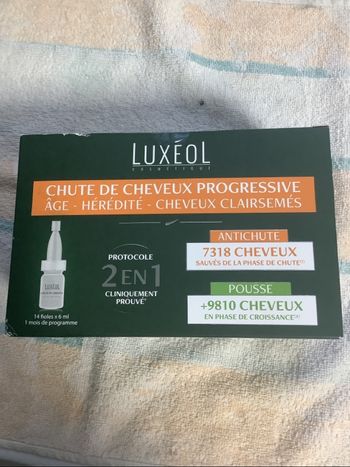 LUXÉOL
COSMÉTIQUE
CHUTE DE CHEVEUX PROGRESSIVE
ÂGE - HÉRÉDITÉ - CHEVEUX CLAIRSEMÉS
PROTOCOLE
2 EN 1
CLINIQUEMENT
PROUVÉ
ANTICHUTE
7318 CHEVEUX
SAUVÉS DE LA PHASE DE CHUTE
POUSSE
+9810 CHEVEUX
EN PHASE DE CROISSANCE
LUXÉOL
14 fioles x 6 ml
1 mois de programme